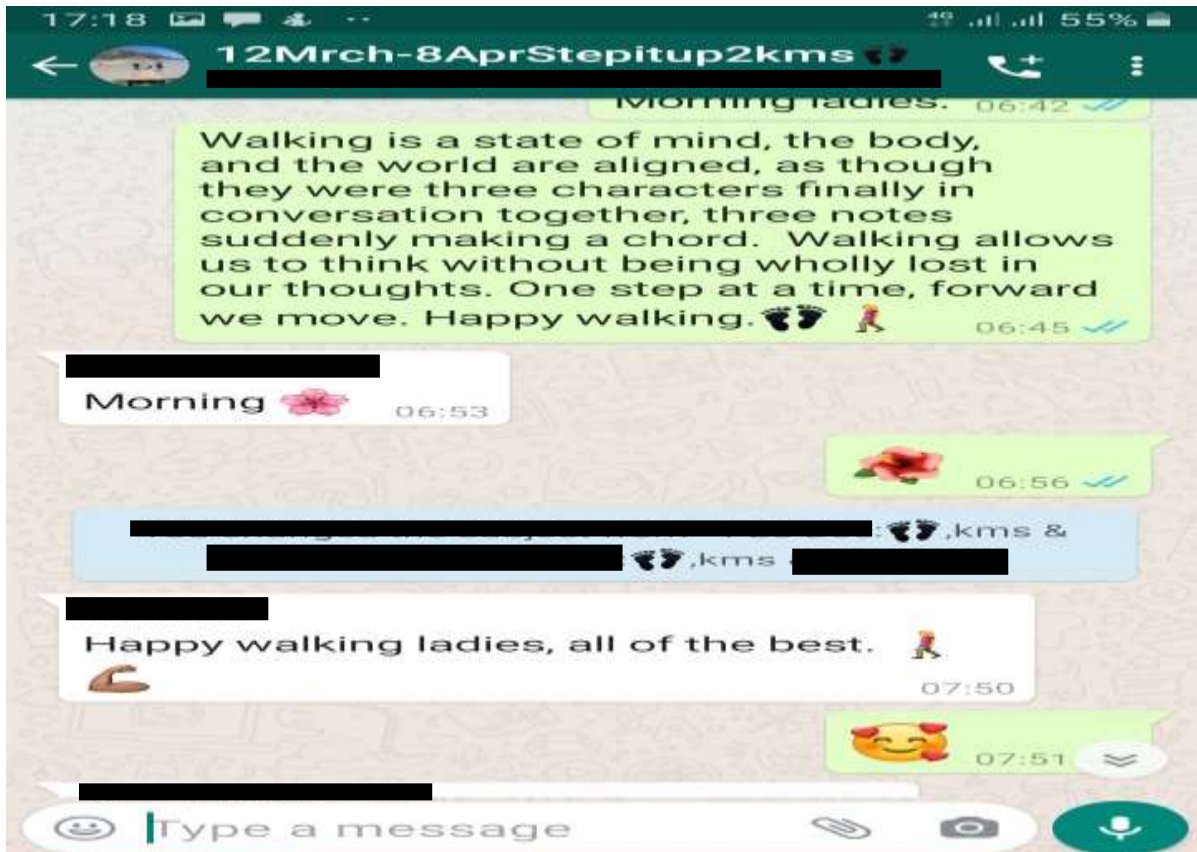 17:18 55%
12Mrch-8AprStepitup2kms👣
Morning ladies. 06:42
Walking is a state of mind, the body,
and the world are aligned, as though
they were three characters finally in
conversation together, three notes
suddenly making a chord. Walking allows
us to think without being wholly lost in
our thoughts. One step at a time, forward
we move. Happy walking.👣 🚶‍♀️ 06:45
Morning 🌸 06:53
🌺 06:56
:👣,kms &
:👣,kms
Happy walking ladies, all of the best. 🚶‍♀️
💪🏽 07:50
🥰 07:51
Type a message